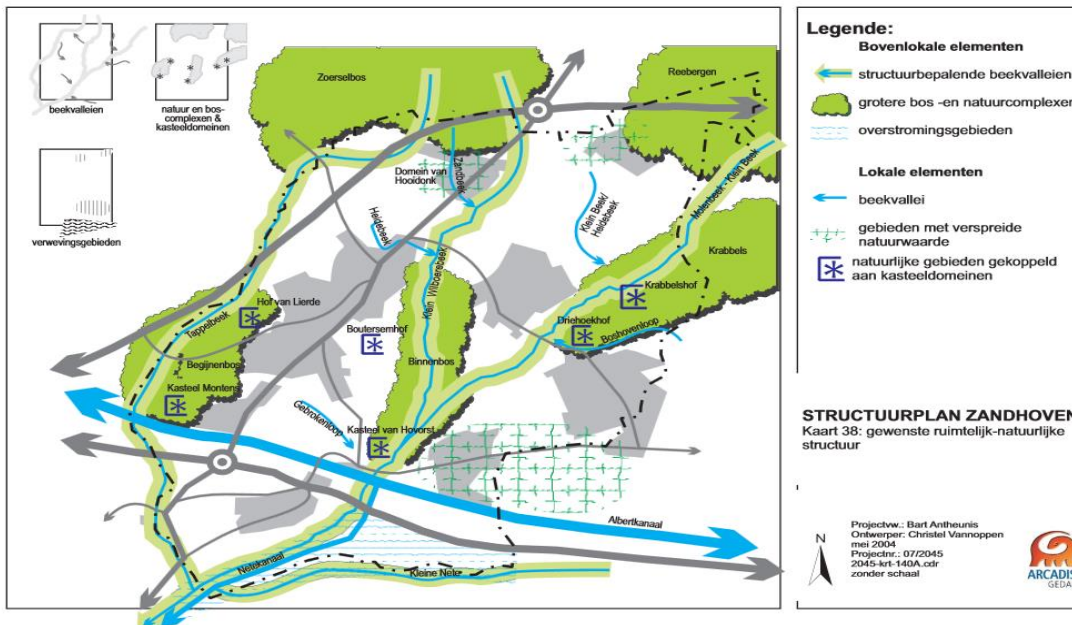 beekvalleien
natuur en bos-
complexen &
kasteeldomeinen
verwevingsgebieden
Zoerselbos
Reebergen
Domein van
Hooidonk
Zandbeek
Heidebeek
Klein Beek/
Heidebeek
Molenbeek - Klein Beek
Krabbels
Klein Wilboerebeek
Krabbelshof
Hof van Lierde
Tappelbeek
Boutersemhof
Driehoekhof
Boshovenloop
Begijnenbos
Binnenbos
Kasteel Montens
Gebrokenloop
Kasteel van Hovorst
Albertkanaal
Netekanaal
Kleine Nete
Legende:
Bovenlokale elementen
structuurbepalende beekvalleien
grotere bos -en natuurcomplexen
overstromingsgebieden
Lokale elementen
beekvallei
gebieden met verspreide
natuurwaarde
natuurlijke gebieden gekoppeld
aan kasteeldomeinen
STRUCTUURPLAN ZANDHOVEN
Kaart 38: gewenste ruimtelijk-natuurlijke
structuur
N
Projectvw.: Bart Antheunis
Ontwerper: Christel Vannoppen
mei 2004
Projectnr.: 07/2045
2045-krt-140A.cdr
zonder schaal
ARCADIS
GEDAS